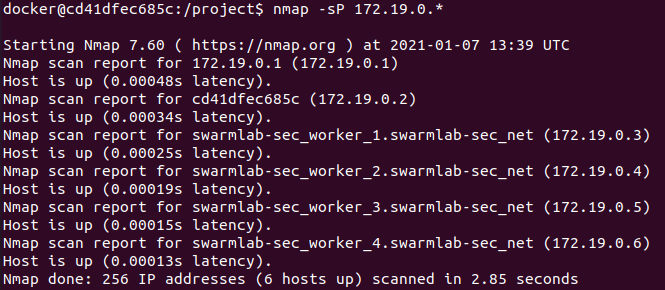 docker@cd41dfec685c:/project$ nmap -sP 172.19.0.*
Starting Nmap 7.60 ( https://nmap.org ) at 2021-01-07 13:39 UTC
Nmap scan report for 172.19.0.1 (172.19.0.1)
Host is up (0.00048s latency).
Nmap scan report for cd41dfec685c (172.19.0.2)
Host is up (0.00034s latency).
Nmap scan report for swarmlab-sec_worker_1.swarmlab-sec_net (172.19.0.3)
Host is up (0.00025s latency).
Nmap scan report for swarmlab-sec_worker_2.swarmlab-sec_net (172.19.0.4)
Host is up (0.00019s latency).
Nmap scan report for swarmlab-sec_worker_3.swarmlab-sec_net (172.19.0.5)
Host is up (0.00015s latency).
Nmap scan report for swarmlab-sec_worker_4.swarmlab-sec_net (172.19.0.6)
Host is up (0.00013s latency).
Nmap done: 256 IP addresses (6 hosts up) scanned in 2.85 seconds